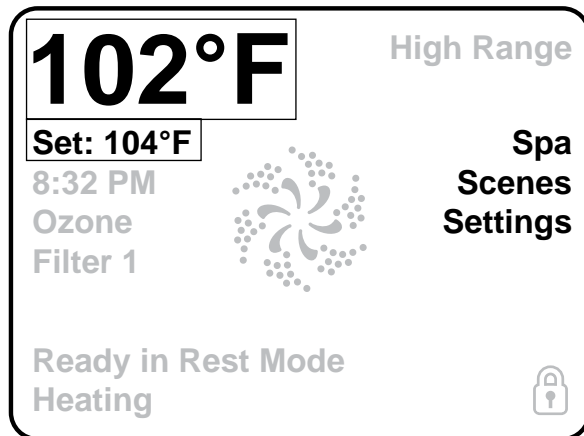 102°F
High Range
Set: 104°F
Spa
8:32 PM
Scenes
Ozone
Settings
Filter 1
Ready in Rest Mode
Heating